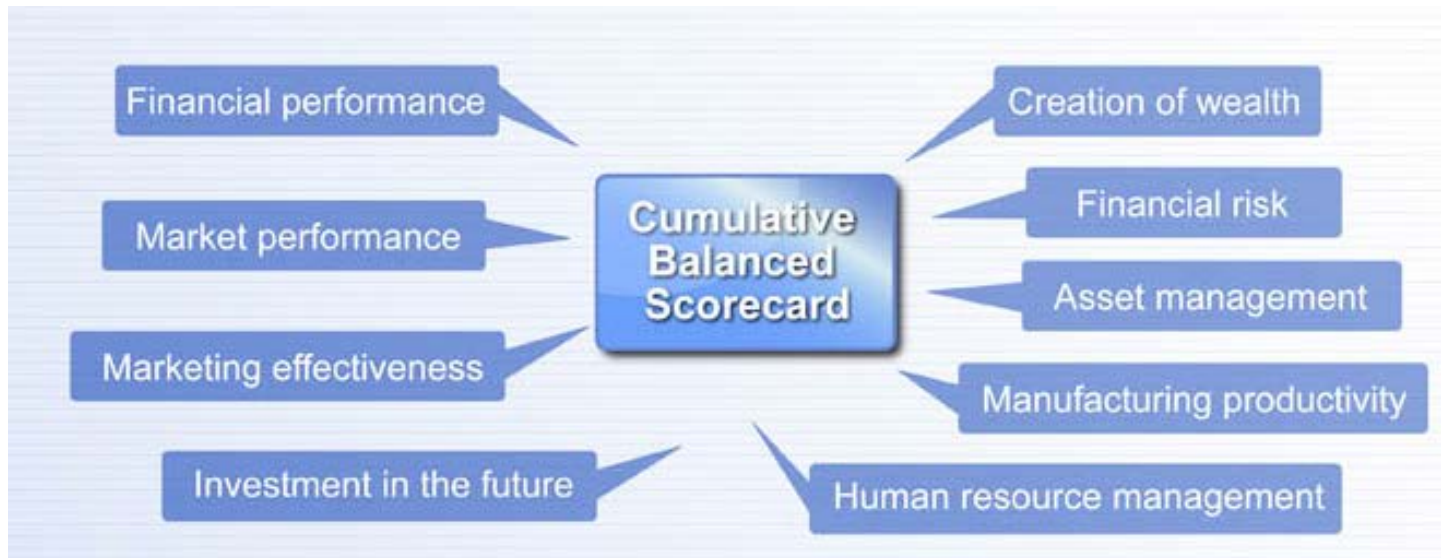 Financial performance
Creation of wealth
Market performance
Cumulative
Balanced
Scorecard
Financial risk
Asset management
Marketing effectiveness
Manufacturing productivity
Investment in the future
Human resource management